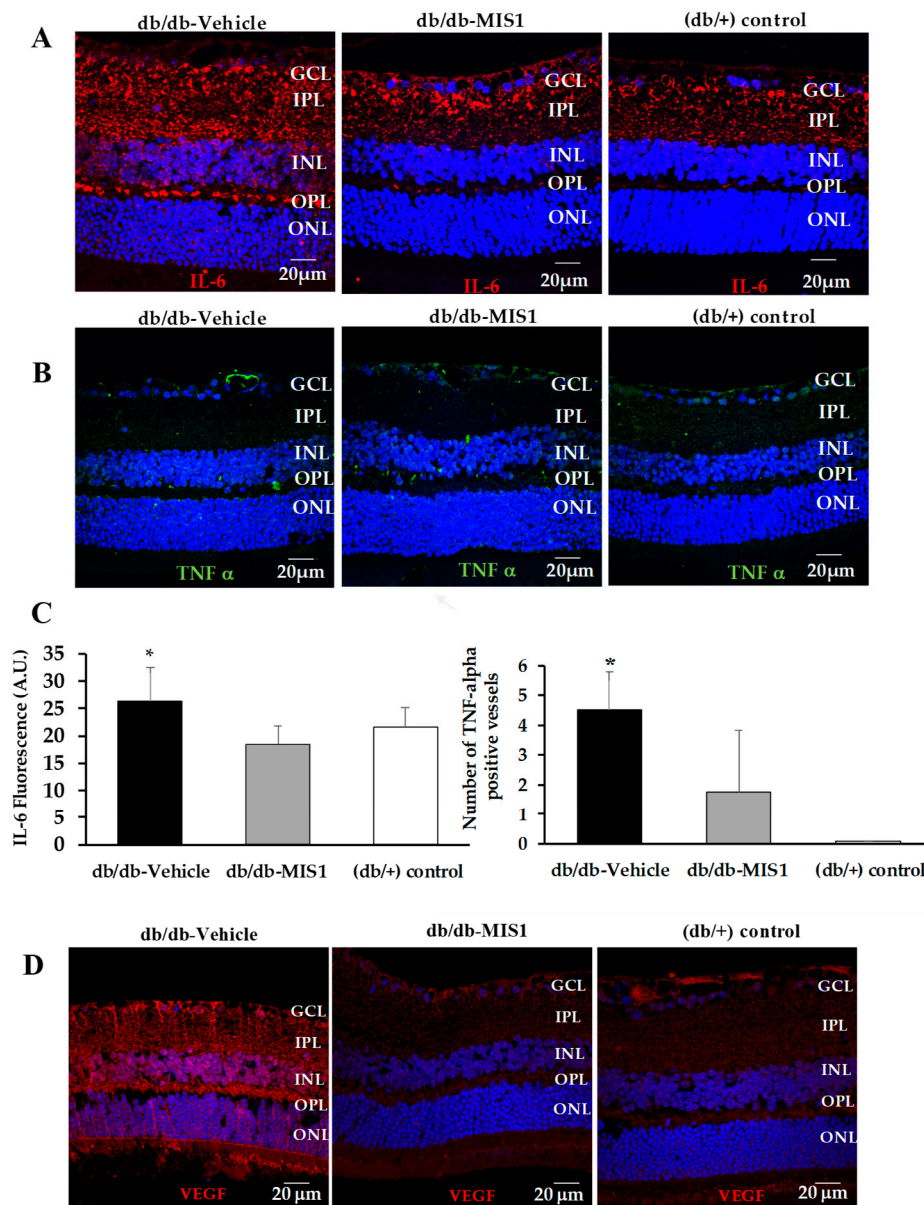 db/db-Vehicle db/db-MIS1 (db/+) control
A
GCL IPL INL OPL ONL 20µm IL-6
GCL IPL INL OPL ONL 20µm IL-6
GCL IPL INL OPL ONL 20µm IL-6
db/db-Vehicle db/db-MIS1 (db/+) control
B
GCL IPL INL OPL ONL 20µm TNF α
GCL IPL INL OPL ONL 20µm TNF α
GCL IPL INL OPL ONL 20µm TNF α
C
IL-6 Fluorescence (A.U.)
35
30
25
20
15
10
5
0
*
db/db-Vehicle db/db-MIS1 (db/+) control
Number of TNF-alpha
positive vessels
6
5
4
3
2
1
0
*
db/db-Vehicle db/db-MIS1 (db/+) control
db/db-Vehicle db/db-MIS1 (db/+) control
D
GCL IPL INL OPL ONL VEGF 20 µm
GCL IPL INL OPL ONL VEGF 20 µm
GCL IPL INL OPL ONL VEGF 20 µm